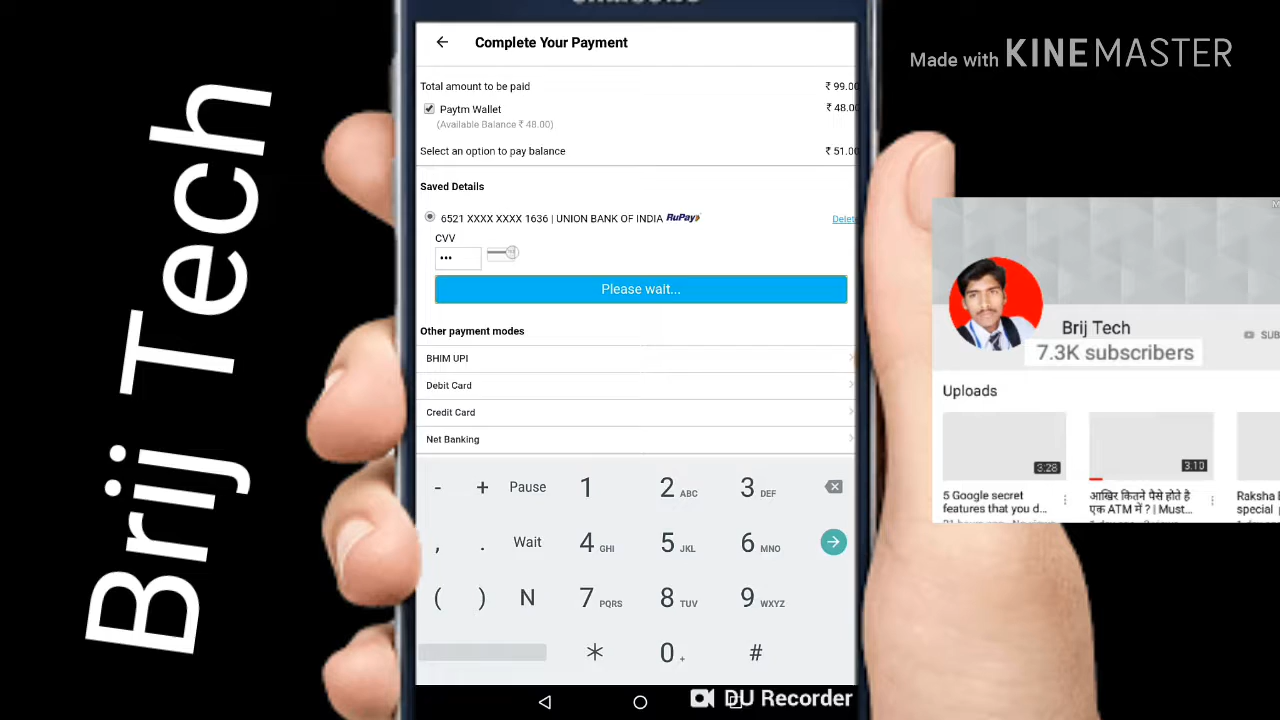 Brij Tech
Complete Your Payment
Total amount to be paid
₹ 99.00
Paytm Wallet
₹ 48.00
(Available Balance ₹ 48.00)
Select an option to pay balance
₹ 51.00
Saved Details
6521 XXXX XXXX 1636 | UNION BANK OF INDIA RuPay
Delete
CVV
•••
Please wait...
Other payment modes
BHIM UPI
Debit Card
Credit Card
Net Banking
- + Pause 1 2 ABC 3 DEF
, . Wait 4 GHI 5 JKL 6 MNO
( ) N 7 PQRS 8 TUV 9 WXYZ
* 0 + #
DU Recorder
Made with KINEMASTER
Brij Tech
SUB
7.3K subscribers
Uploads
3:28
3:10
5 Google secret
features that you d...
आखिर कितने पैसे होते है
एक ATM में ? | Must...
Raksha
special